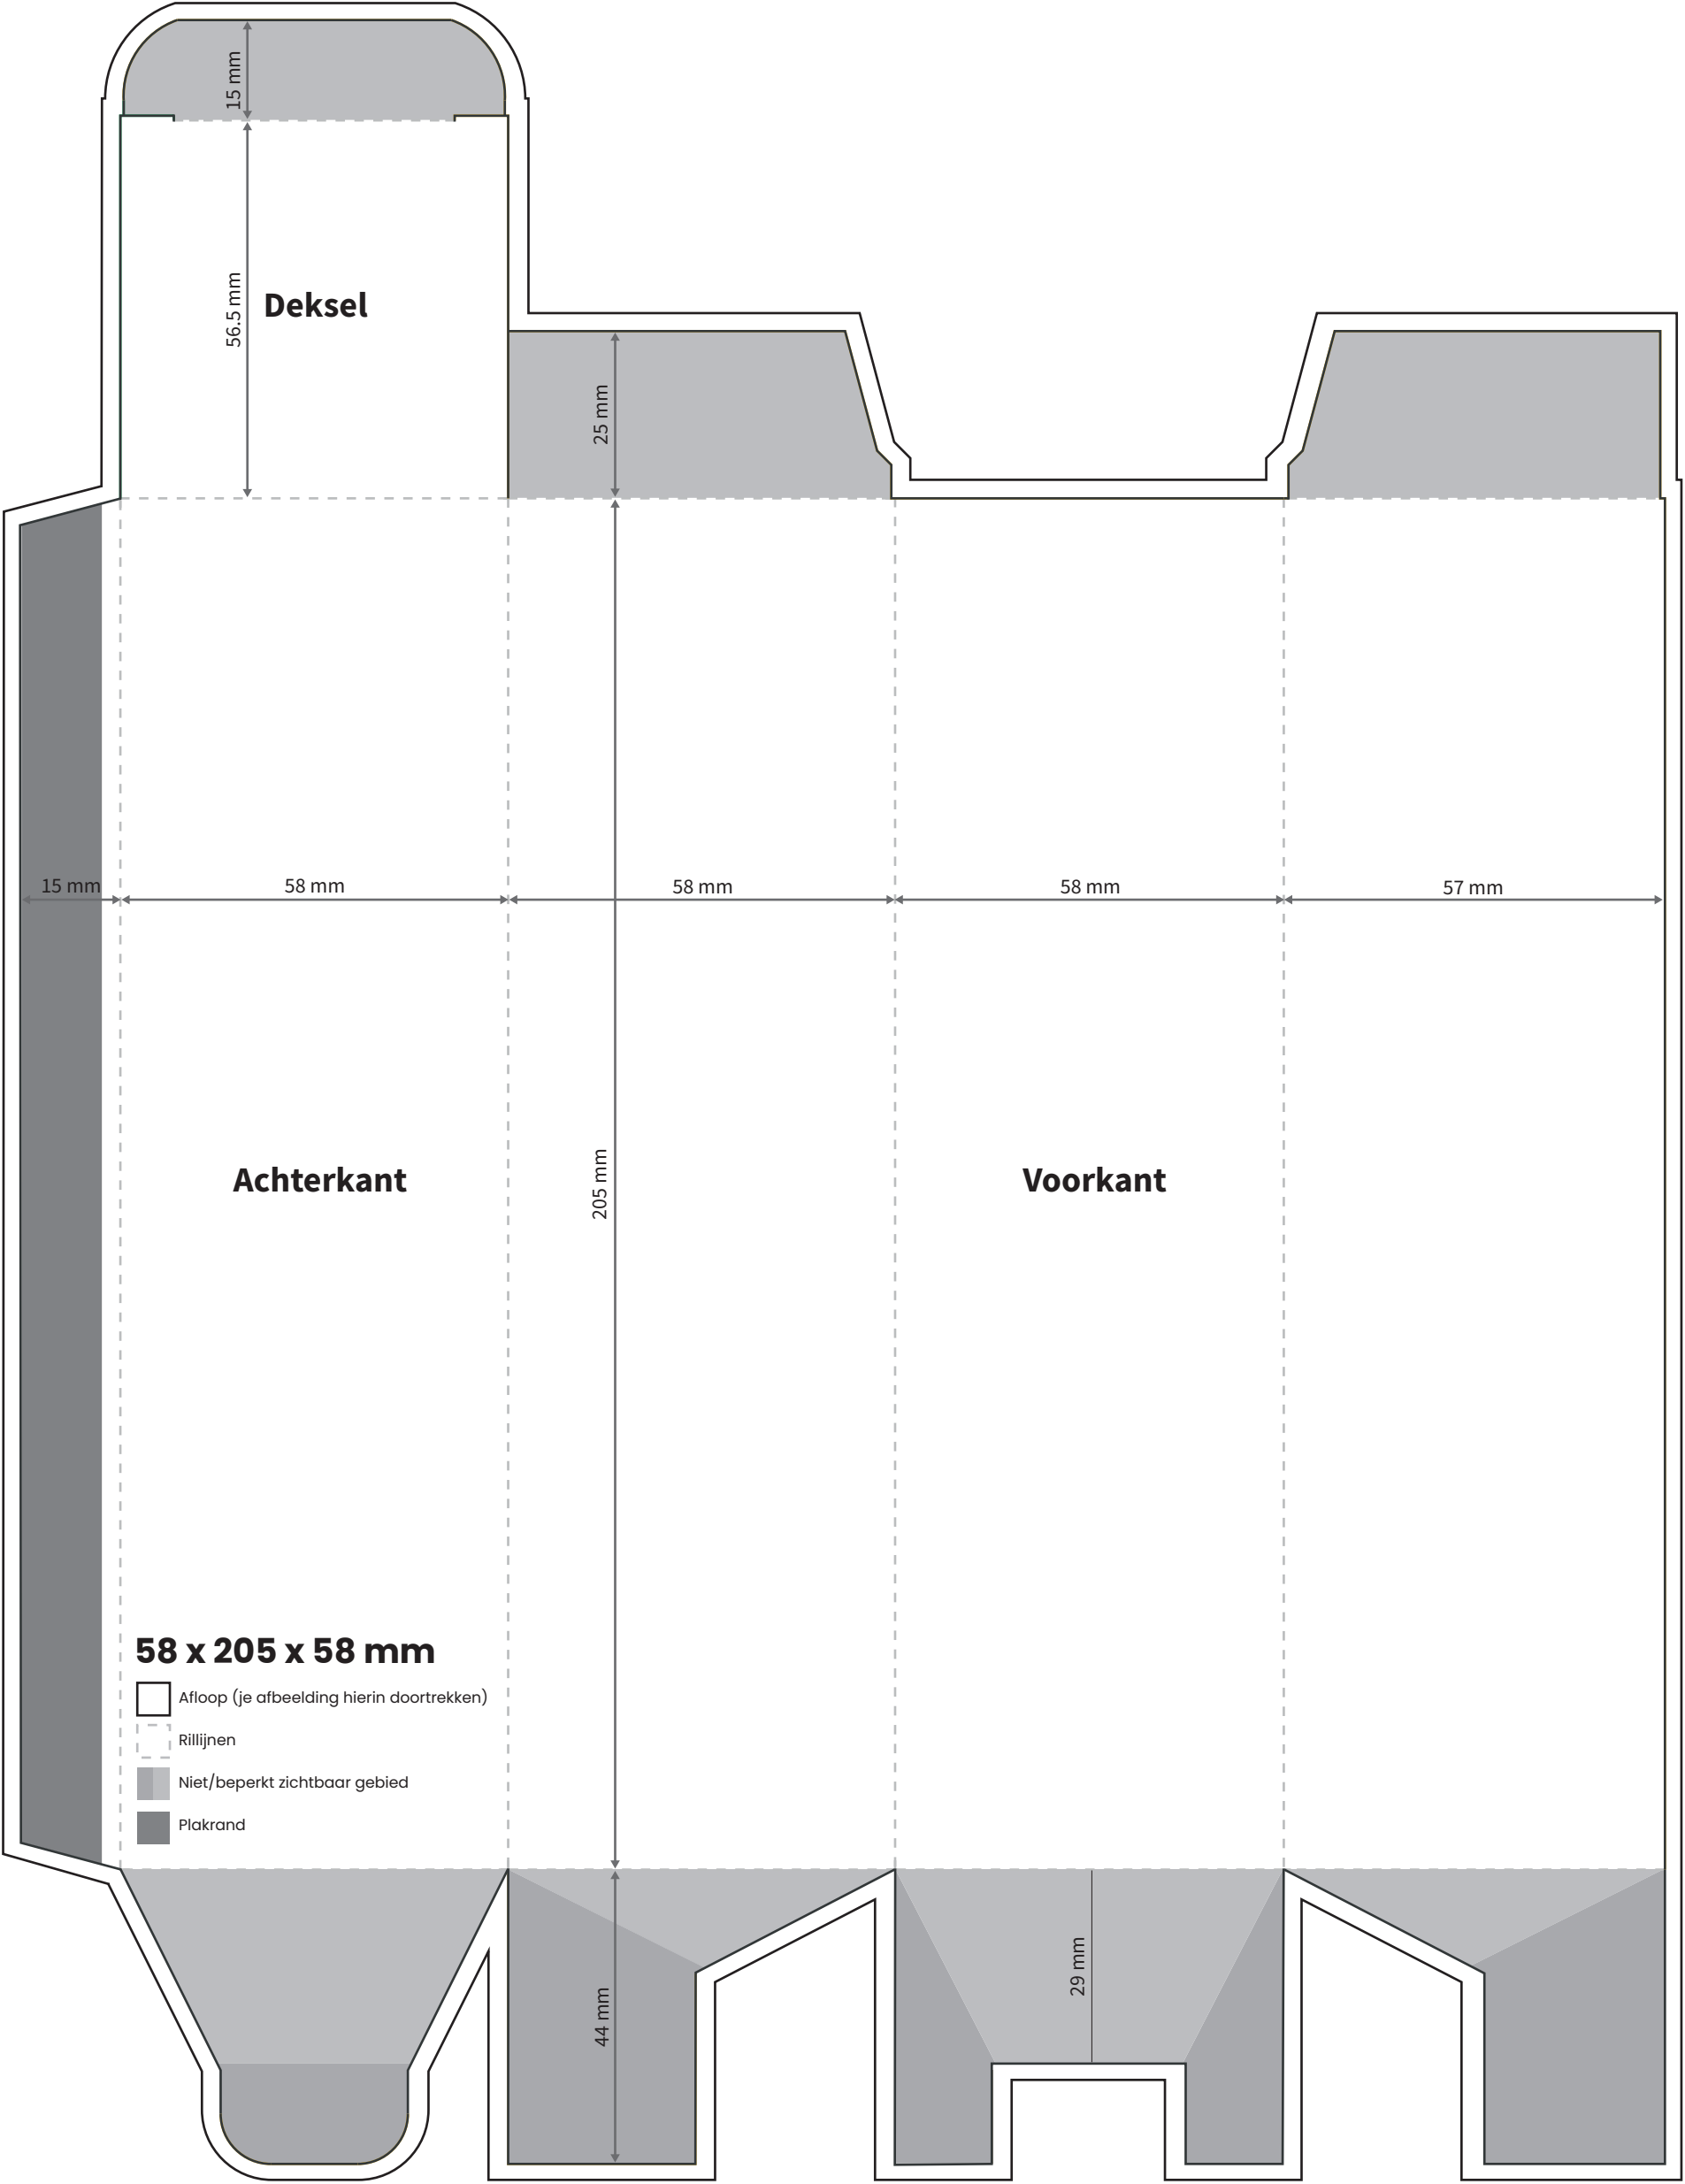 15 mm
56.5 mm
Deksel
25 mm
15 mm
58 mm
58 mm
58 mm
57 mm
205 mm
Achterkant
Voorkant
58 x 205 x 58 mm
Afloop (je afbeelding hierin doortrekken)
Rillijnen
Niet/beperkt zichtbaar gebied
Plakrand
44 mm
29 mm